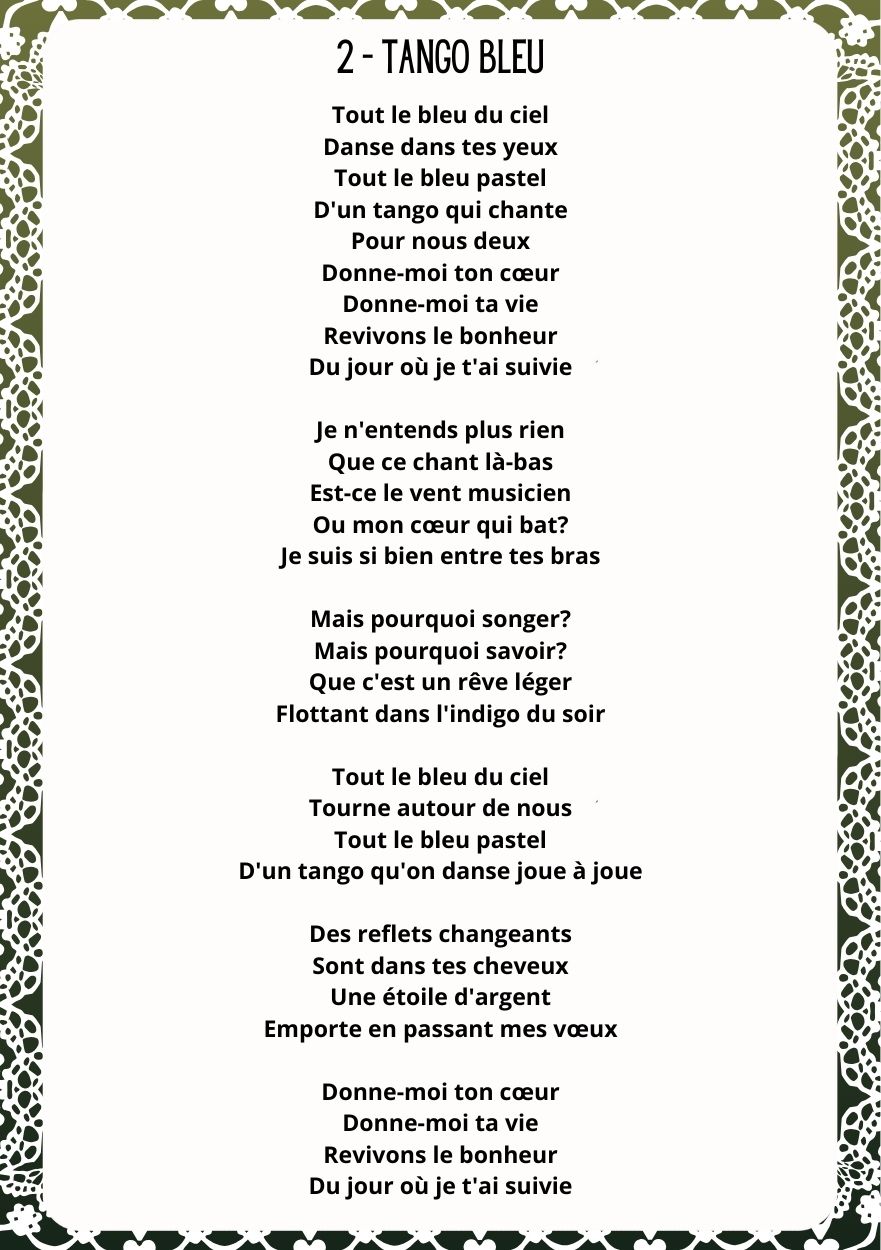 2 - TANGO BLEU
Tout le bleu du ciel
Danse dans tes yeux
Tout le bleu pastel
D'un tango qui chante
Pour nous deux
Donne-moi ton cœur
Donne-moi ta vie
Revivons le bonheur
Du jour où je t'ai suivie
Je n'entends plus rien
Que ce chant là-bas
Est-ce le vent musicien
Ou mon cœur qui bat?
Je suis si bien entre tes bras
Mais pourquoi songer?
Mais pourquoi savoir?
Que c'est un rêve léger
Flottant dans l'indigo du soir
Tout le bleu du ciel
Tourne autour de nous
Tout le bleu pastel
D'un tango qu'on danse joue à joue
Des reflets changeants
Sont dans tes cheveux
Une étoile d'argent
Emporte en passant mes vœux
Donne-moi ton cœur
Donne-moi ta vie
Revivons le bonheur
Du jour où je t'ai suivie